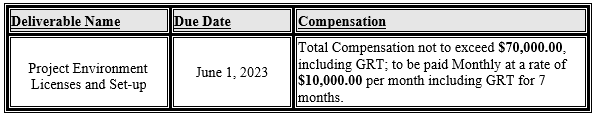 Deliverable Name
Due Date
Compensation
Project Environment
Licenses and Set-up
June 1, 2023
Total Compensation not to exceed $70,000.00,
including GRT; to be paid Monthly at a rate of
$10,000.00 per month including GRT for 7
months.